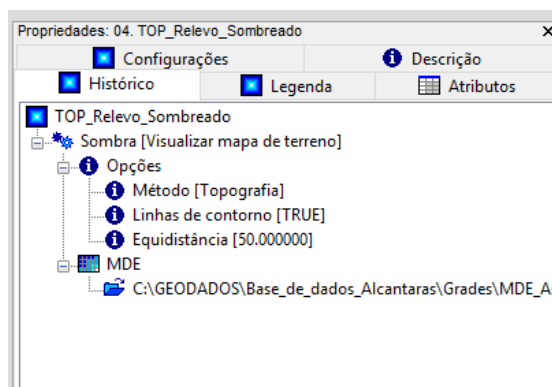 Propriedades: 04. TOP_Relevo_Sombreado
Configurações Descrição
Histórico Legenda Atributos
TOP_Relevo_Sombreado
Sombra [Visualizar mapa de terreno]
Opções
Método [Topografia]
Linhas de contorno [TRUE]
Equidistância [50.000000]
MDE
C:\GEODADOS\Base_de_dados_Alcantaras\Grades\MDE_A